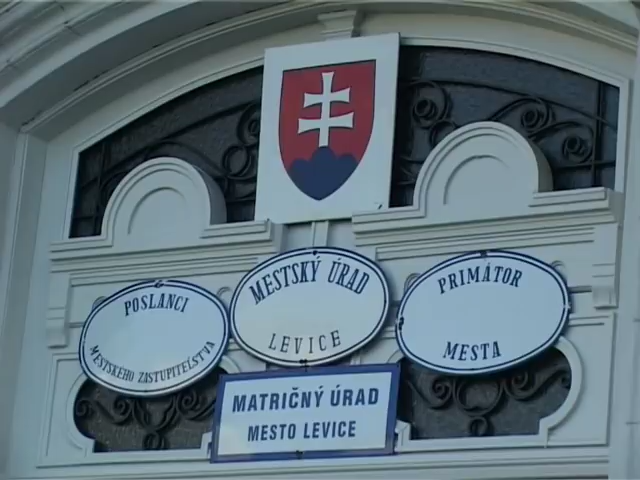 POSLANCI
MESTSKÉHO ZASTUPITEĽSTVA
MESTSKÝ ÚRAD
LEVICE
PRIMÁTOR
MESTA
MATRIČNÝ ÚRAD
MESTO LEVICE